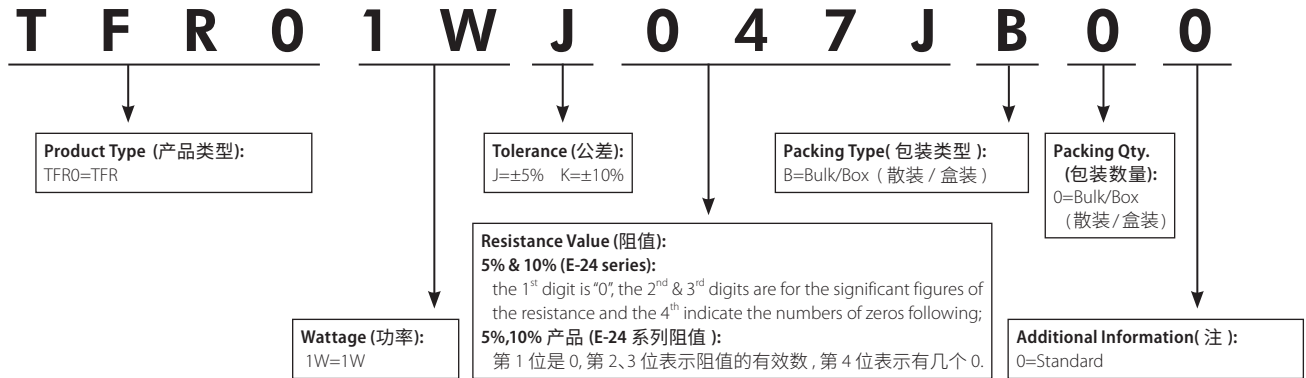 T F R 0 1 W J 0 4 7 J B 0 0
Product Type (产品类型):
TFR0=TFR
Tolerance (公差):
J=±5% K=±10%
Packing Type( 包装类型 ):
B=Bulk/Box ( 散装 / 盒装 )
Packing Qty.
(包装数量):
0=Bulk/Box
(散装/盒装)
Resistance Value (阻值):
5% & 10% (E-24 series):
the 1st digit is "0", the 2nd & 3rd digits are for the significant figures of
the resistance and the 4th indicate the numbers of zeros following;
5%,10% 产品 (E-24 系列阻值 ):
第 1 位是 0, 第 2、3 位表示阻值的有效数 , 第 4 位表示有几个 0.
Wattage (功率):
1W=1W
Additional Information( 注 ):
0=Standard